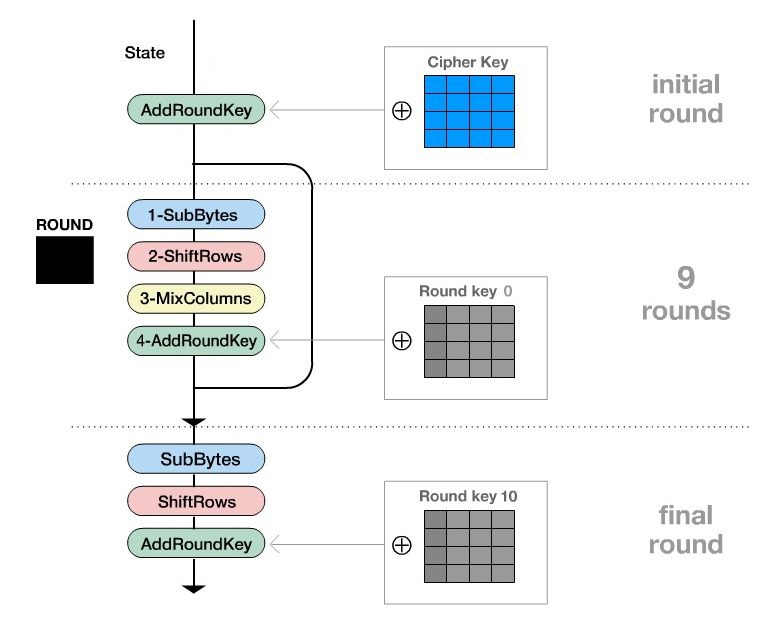 State
Cipher Key
initial
round
AddRoundKey
ROUND
1-SubBytes
2-ShiftRows
3-MixColumns
4-AddRoundKey
Round key 0
9
rounds
SubBytes
ShiftRows
AddRoundKey
Round key 10
final
round